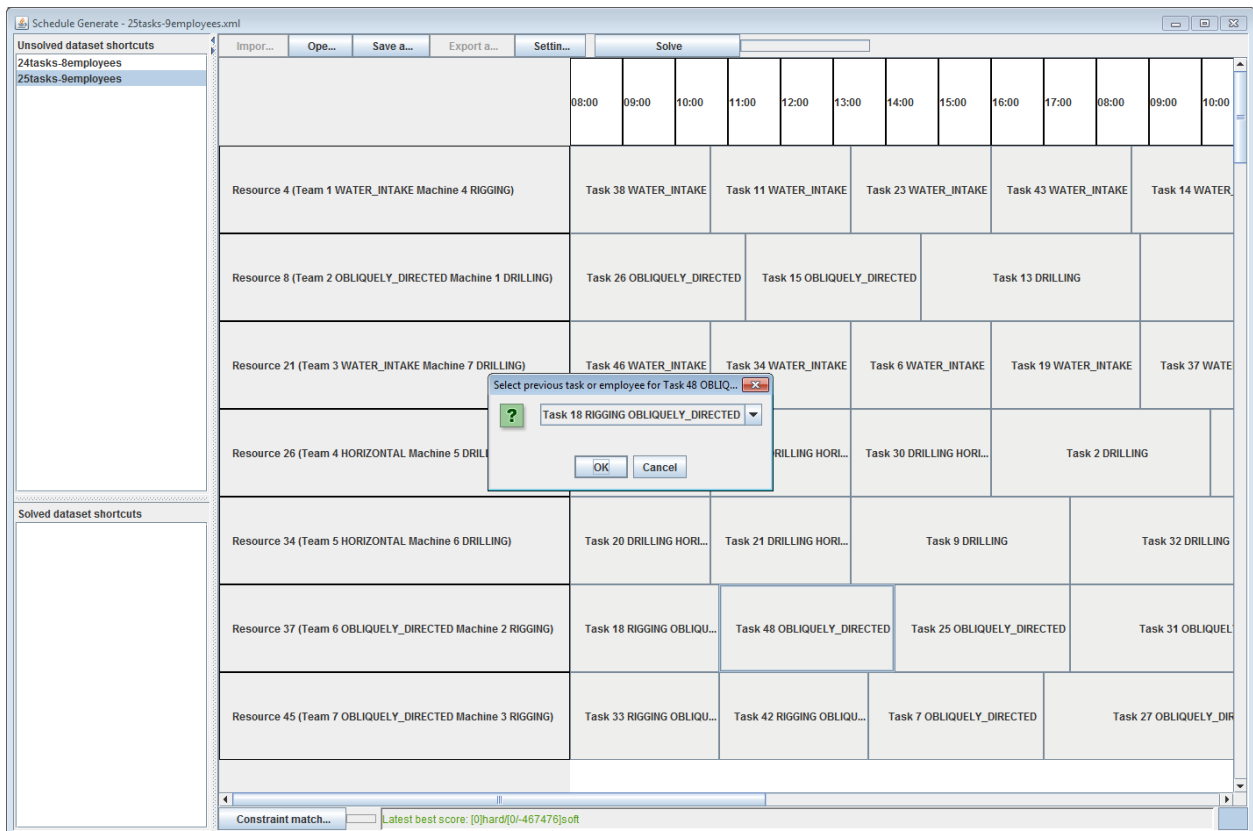 Schedule Generate - 25tasks-9employees.xml
Unsolved dataset shortcuts
24tasks-8employees
25tasks-9employees
Solved dataset shortcuts
Impor... Ope... Save a... Export a... Settin... Solve
08:00 09:00 10:00 11:00 12:00 13:00 14:00 15:00 16:00 17:00 08:00 09:00 10:00
Resource 4 (Team 1 WATER_INTAKE Machine 4 RIGGING) Task 38 WATER_INTAKE Task 11 WATER_INTAKE Task 23 WATER_INTAKE Task 43 WATER_INTAKE Task 14 WATER_
Resource 8 (Team 2 OBLIQUELY_DIRECTED Machine 1 DRILLING) Task 26 OBLIQUELY_DIRECTED Task 15 OBLIQUELY_DIRECTED Task 13 DRILLING
Resource 21 (Team 3 WATER_INTAKE Machine 7 DRILLING) Task 46 WATER_INTAKE Task 34 WATER_INTAKE Task 6 WATER_INTAKE Task 19 WATER_INTAKE Task 37 WATE
Select previous task or employee for Task 48 OBLIQ...
? Task 18 RIGGING OBLIQUELY_DIRECTED
OK Cancel
Resource 26 (Team 4 HORIZONTAL Machine 5 DRILL RILLING HORI... Task 30 DRILLING HORI... Task 2 DRILLING
Resource 34 (Team 5 HORIZONTAL Machine 6 DRILLING) Task 20 DRILLING HORI... Task 21 DRILLING HORI... Task 9 DRILLING Task 32 DRILLING
Resource 37 (Team 6 OBLIQUELY_DIRECTED Machine 2 RIGGING) Task 18 RIGGING OBLIQU... Task 48 OBLIQUELY_DIRECTED Task 25 OBLIQUELY_DIRECTED Task 31 OBLIQUEL
Resource 45 (Team 7 OBLIQUELY_DIRECTED Machine 3 RIGGING) Task 33 RIGGING OBLIQU... Task 42 RIGGING OBLIQU... Task 7 OBLIQUELY_DIRECTED Task 27 OBLIQUELY_DIR
Constraint match... Latest best score: [0]hard/[0/-467476]soft